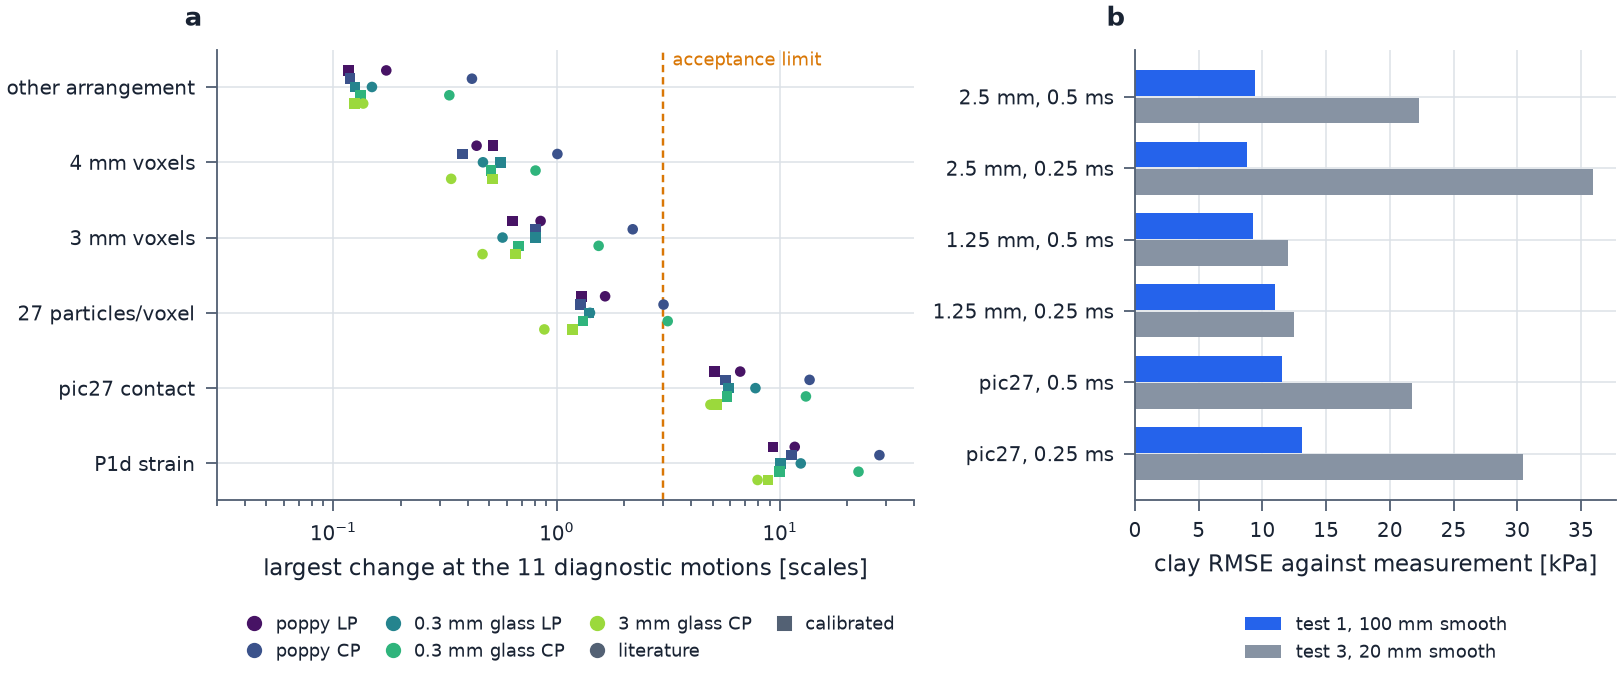 a
acceptance limit
other arrangement
4 mm voxels
3 mm voxels
27 particles/voxel
pic27 contact
P1d strain
10⁻¹ 10⁰ 10¹
largest change at the 11 diagnostic motions [scales]
poppy LP 0.3 mm glass LP 3 mm glass CP calibrated
poppy CP 0.3 mm glass CP literature
b
2.5 mm, 0.5 ms
2.5 mm, 0.25 ms
1.25 mm, 0.5 ms
1.25 mm, 0.25 ms
pic27, 0.5 ms
pic27, 0.25 ms
0 5 10 15 20 25 30 35
clay RMSE against measurement [kPa]
test 1, 100 mm smooth
test 3, 20 mm smooth